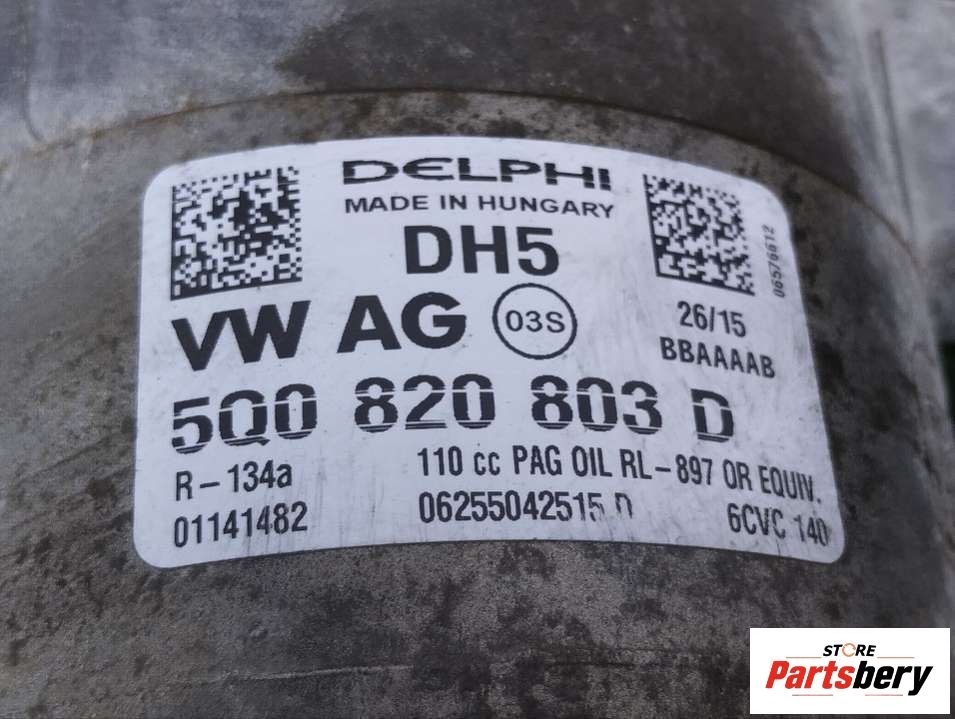 DELPHI
MADE IN HUNGARY
DH5
06576612
VW AG 03S
26/15
BBAAAAB
5Q0 820 803 D
R-134a 110 cc PAG OIL RL-897 OR EQUIV.
01141482 06255042515 D 6CVC 140
STORE
Partsbery